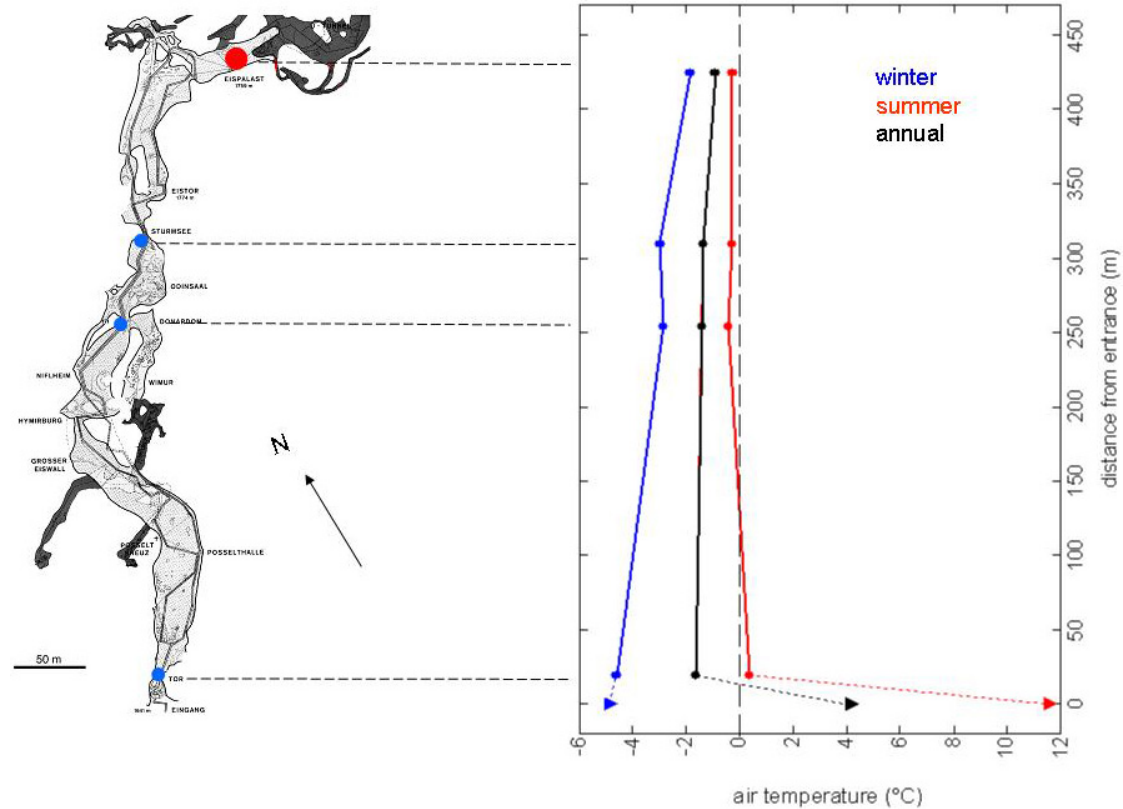 EISPALAST
EISTOR
1774 m
STURMSEE
ODINSAAL
DONARDOM
NIFLHEIM
WIMUR
HYMIRBURG
GROSSER
EISWALL
N
POSSELT
KREUZ
POSSELTHALLE
50 m
TOR
EINGANG
winter
summer
annual
450
400
350
300
250
200
150
100
50
0
distance from entrance (m)
-6
-4
-2
0
2
4
6
8
10
12
air temperature (°C)